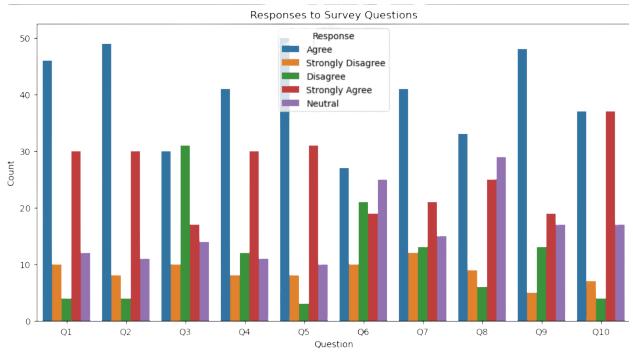 Responses to Survey Questions
Response
Agree
Strongly Disagree
Disagree
Strongly Agree
Neutral
50
40
30
20
10
0
Count
Q1 Q2 Q3 Q4 Q5 Q6 Q7 Q8 Q9 Q10
Question